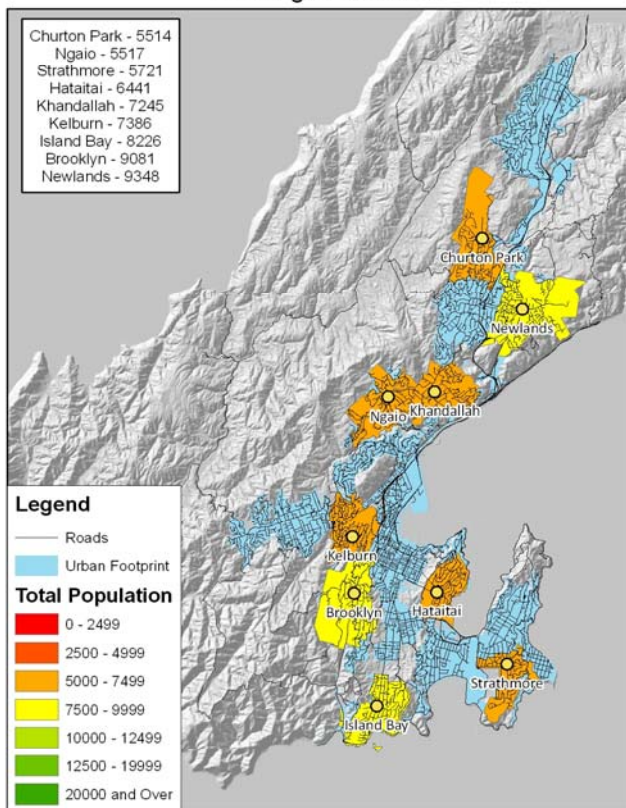 Churton Park - 5514
Ngaio - 5517
Strathmore - 5721
Hataitai - 6441
Khandallah - 7245
Kelburn - 7386
Island Bay - 8226
Brooklyn - 9081
Newlands - 9348
Churton Park
Newlands
Ngaio
Khandallah
Kelburn
Brooklyn
Hataitai
Strathmore
Island Bay
Legend
Roads
Urban Footprint
Total Population
0 - 2499
2500 - 4999
5000 - 7499
7500 - 9999
10000 - 12499
12500 - 19999
20000 and Over